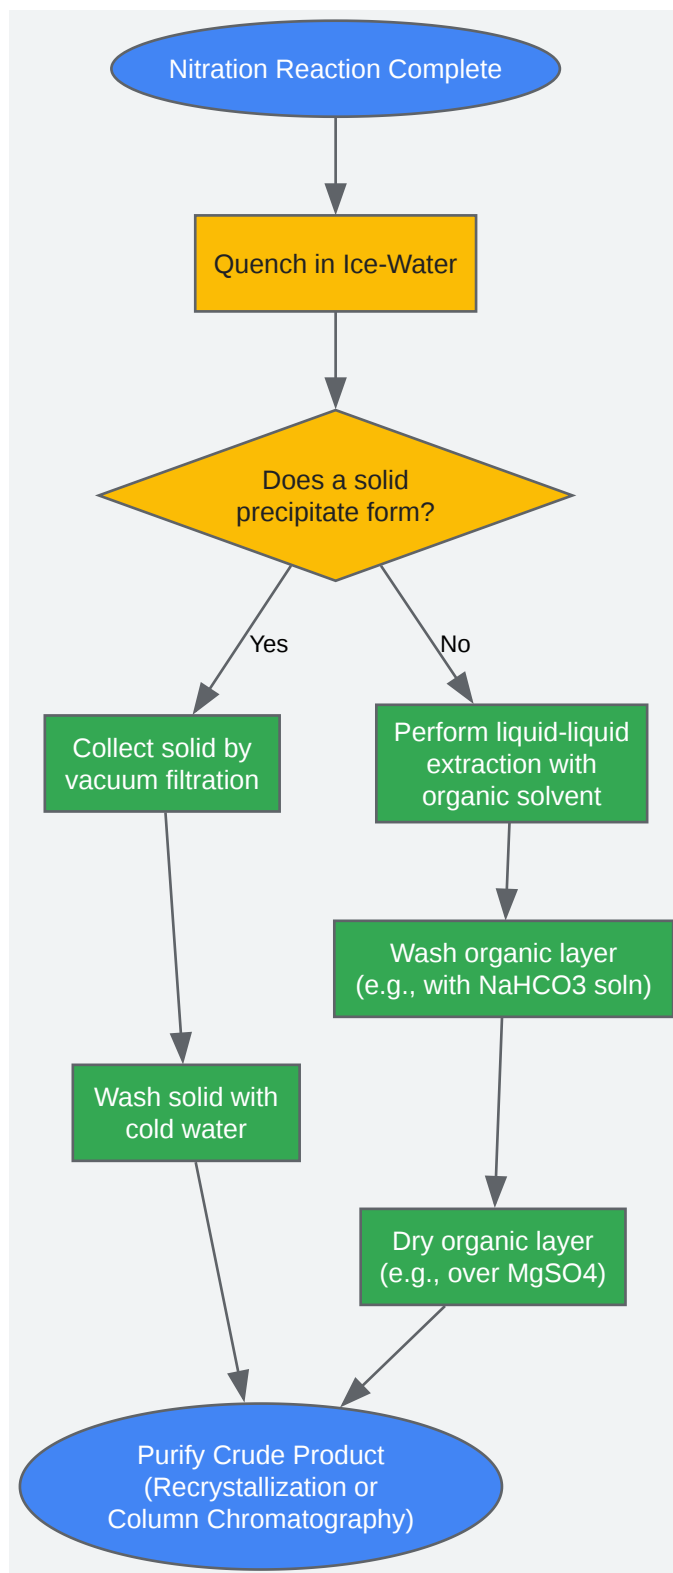 Nitration Reaction Complete
Quench in Ice-Water
Does a solid
precipitate form?
Yes
No
Collect solid by
vacuum filtration
Perform liquid-liquid
extraction with
organic solvent
Wash organic layer
(e.g., with NaHCO3 soln)
Wash solid with
cold water
Dry organic layer
(e.g., over MgSO4)
Purify Crude Product
(Recrystallization or
Column Chromatography)